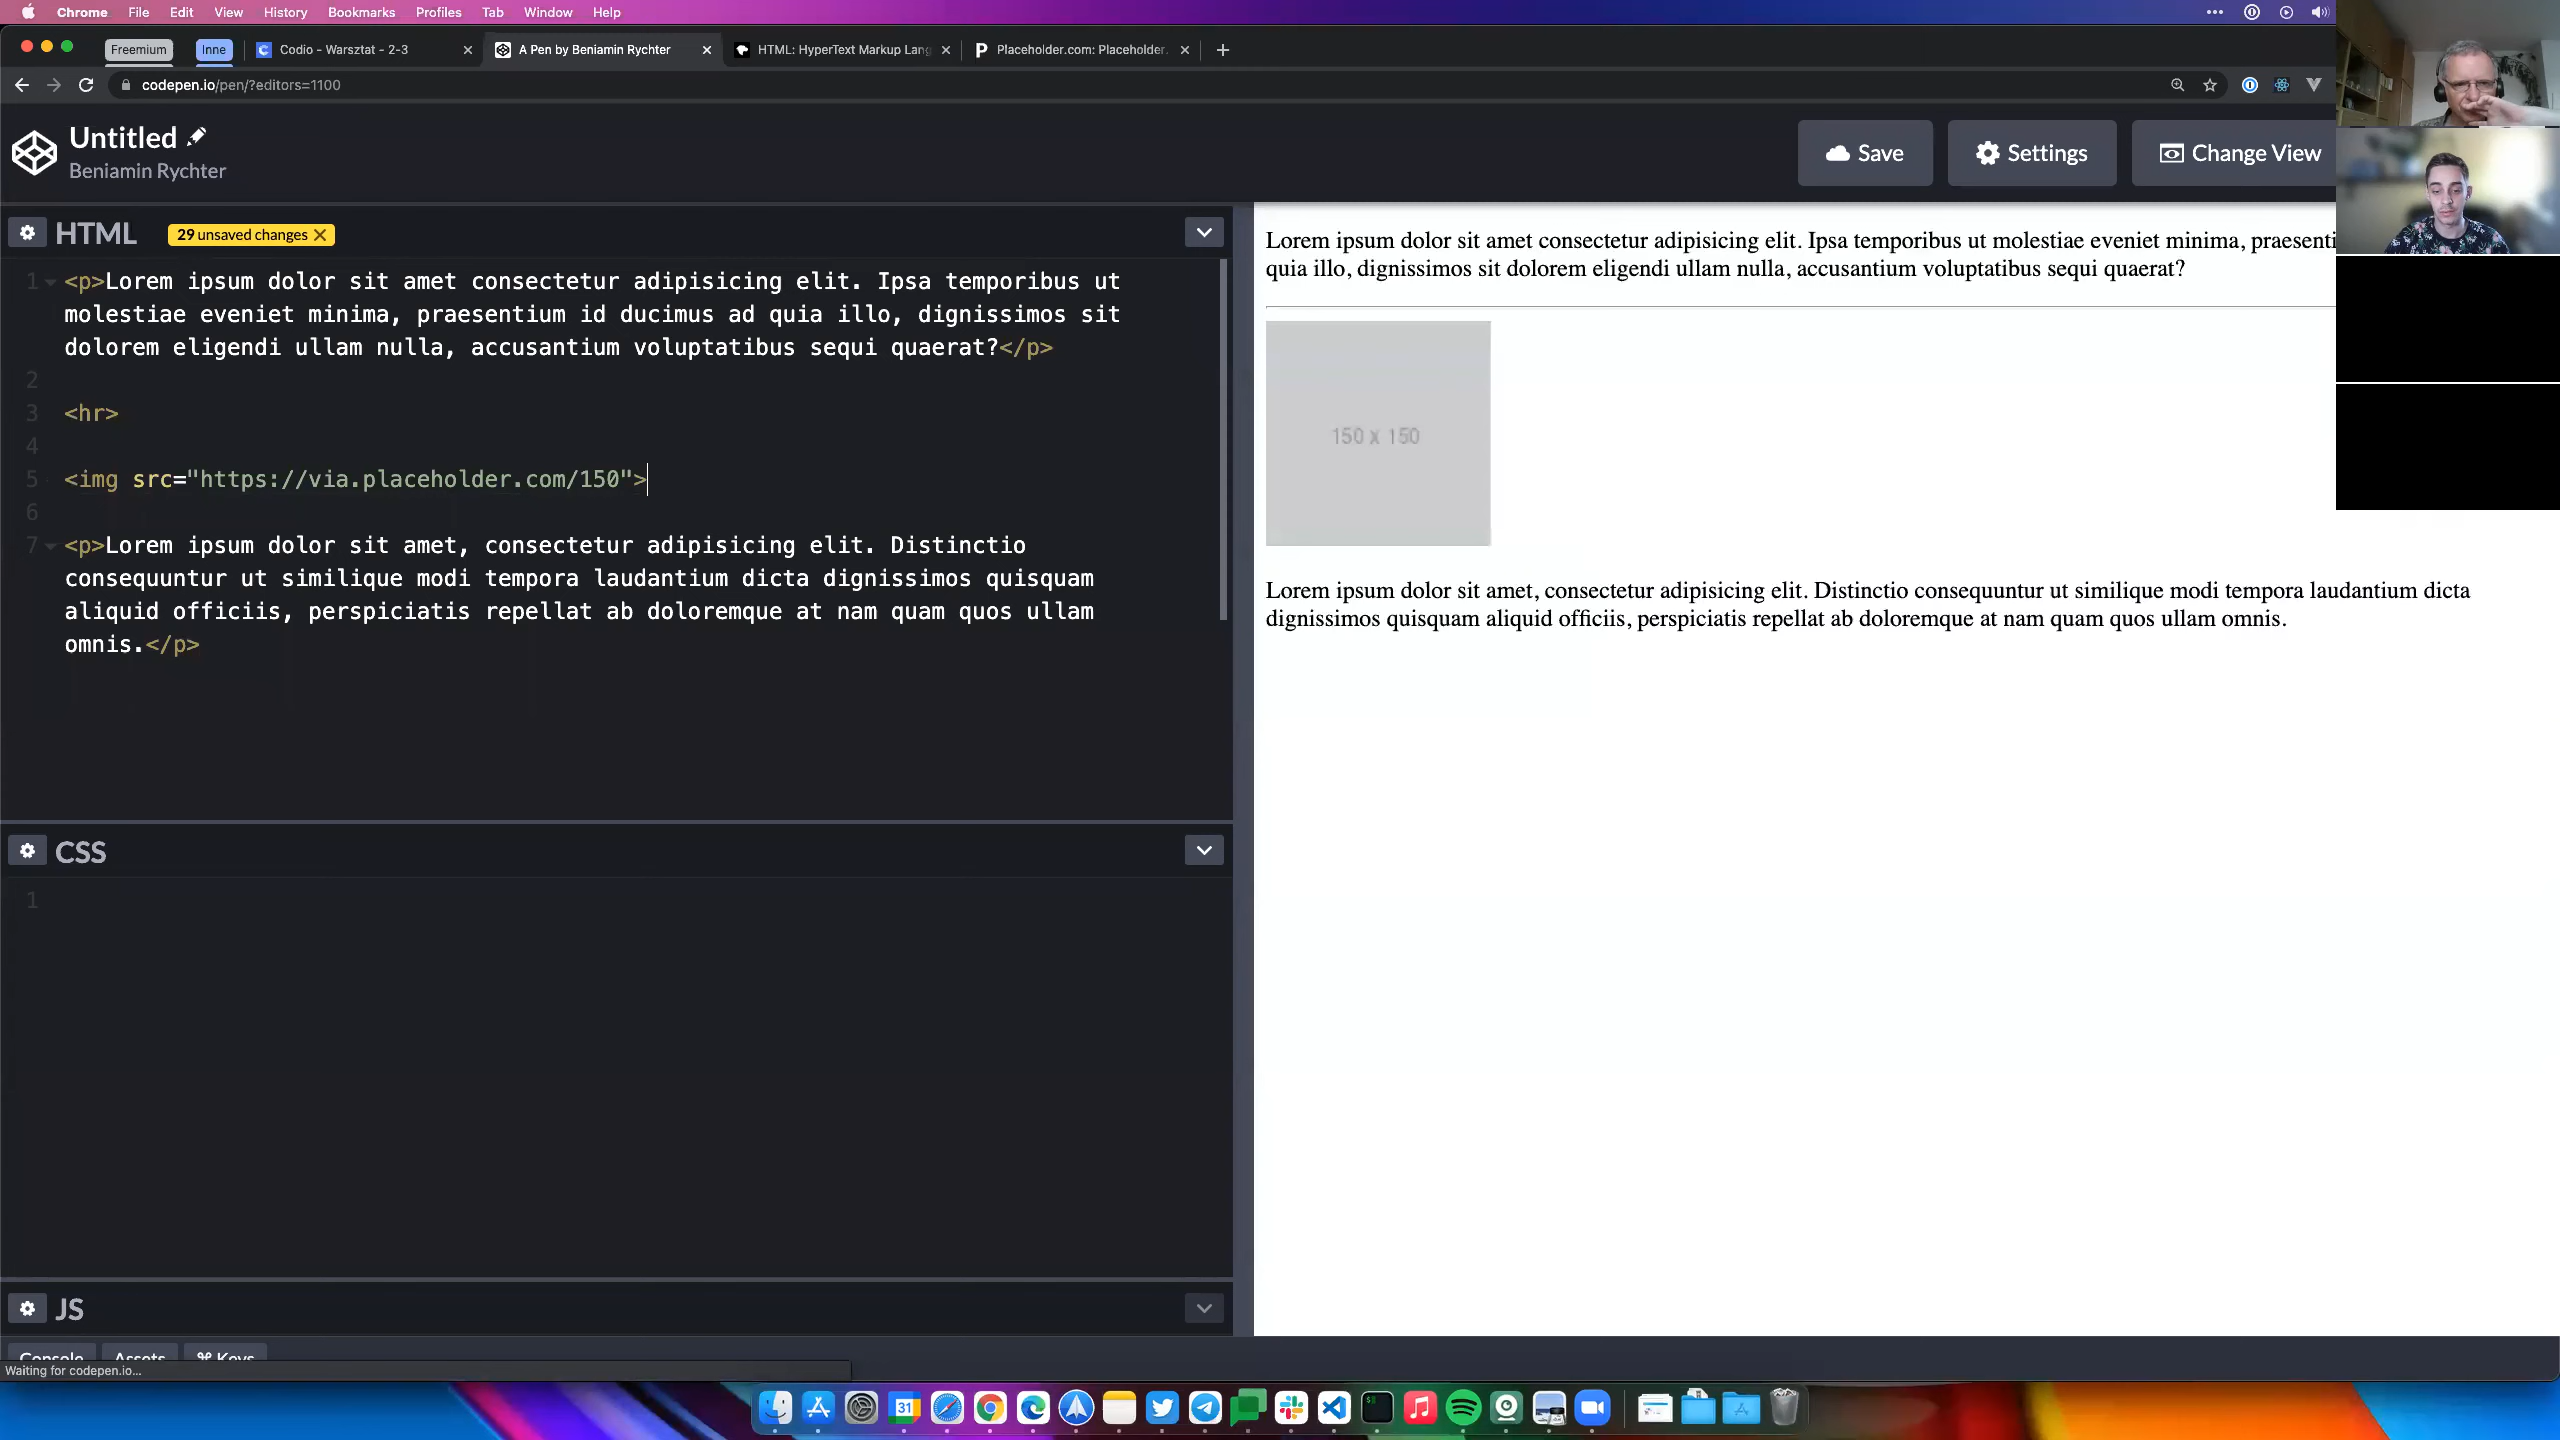 Chrome File Edit View History Bookmarks Profiles Tab Window Help
Freemium Inne Codio - Warsztat - 2-3 A Pen by Beniamin Rychter HTML: HyperText Markup Lang Placeholder.com: Placeholder.
codepen.io/pen/?editors=1100
Untitled
Beniamin Rychter
Save Settings Change View
HTML 29 unsaved changes
1 <p>Lorem ipsum dolor sit amet consectetur adipisicing elit. Ipsa temporibus ut
molestiae eveniet minima, praesentium id ducimus ad quia illo, dignissimos sit
dolorem eligendi ullam nulla, accusantium voluptatibus sequi quaerat?</p>
2
3 <hr>
4
5 <img src="https://via.placeholder.com/150">
6
7 <p>Lorem ipsum dolor sit amet, consectetur adipisicing elit. Distinctio
consequuntur ut similique modi tempora laudantium dicta dignissimos quisquam
aliquid officiis, perspiciatis repellat ab doloremque at nam quam quos ullam
omnis.</p>
CSS
1
JS
Console Assets ⌘ Keys
Waiting for codepen.io...
Lorem ipsum dolor sit amet consectetur adipisicing elit. Ipsa temporibus ut molestiae eveniet minima, praesenti
quia illo, dignissimos sit dolorem eligendi ullam nulla, accusantium voluptatibus sequi quaerat?
150 x 150
Lorem ipsum dolor sit amet, consectetur adipisicing elit. Distinctio consequuntur ut similique modi tempora laudantium dicta
dignissimos quisquam aliquid officiis, perspiciatis repellat ab doloremque at nam quam quos ullam omnis.
31